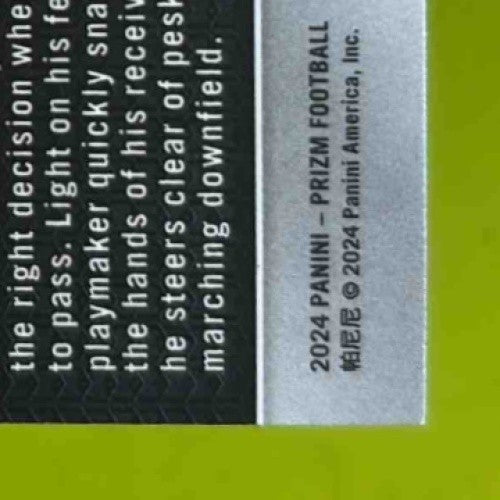 the right decision whe
to pass. Light on his fe
playmaker quickly sna
the hands of his receiv
he steers clear of pesk
marching downfield.
2024 PANINI – PRIZM FOOTBALL
帕尼尼 © 2024 Panini America, Inc.